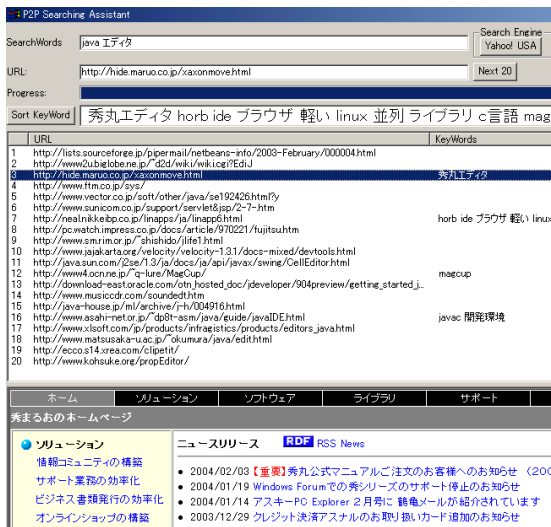 P2P Searching Assistant
SearchWords java エディタ Search Engine Yahoo! USA
URL: http://hide.maruo.co.jp/xaxonmove.html Next 20
Progress:
Sort KeyWord 秀丸エディタ horb ide ブラウザ 軽い linux 並列 ライブラリ c言語 mag
URL KeyWords
1 http://lists.sourceforge.jp/pipermail/netbeans-info/2003-February/000004.html
2 http://www2u.biglobe.ne.jp/~d2d/wiki/wiki.cgi?EdiJ
3 http://hide.maruo.co.jp/xaxonmove.html 秀丸エディタ
4 http://www.ftm.co.jp/sys/
5 http://www.vector.co.jp/soft/other/java/se192426.html?y
6 http://www.sunicom.co.jp/support/servlet&jsp/2-7-.htm
7 http://neal.nikkeibp.co.jp/linapps/ja/linapp6.html horb ide ブラウザ 軽い linux
8 http://pc.watch.impress.co.jp/docs/article/970221/fujitsu.htm
9 http://www.sm.rim.or.jp/~shishido/jlife1.html
10 http://www.jajakarta.org/velocity/velocity-1.3.1/docs-mixed/devtools.html
11 http://java.sun.com/j2se/1.3/ja/docs/ja/api/javax/swing/CellEditor.html
12 http://www4.ocn.ne.jp/~q-lure/MagCup/ magcup
13 http://download-east.oracle.com/otn_hosted_doc/jdeveloper/904preview/getting_started_j...
14 http://www.musiccdr.com/soundedt.htm
15 http://java-house.jp/ml/archive/j-h/004916.html
16 http://www.asahi-net.or.jp/~dp8t-asm/java/guide/javaIDE.html javac 開発環境
17 http://www.xlsoft.com/jp/products/infragistics/products/editors_java.html
18 http://www.matsusaka-u.ac.jp/~okumura/java/edit.html
19 http://ecco.s14.xrea.com/clipetit/
20 http://www.kohsuke.org/propEditor/
ホーム ソリューション ソフトウェア ライブラリ サポート
秀まるおのホームページ
ソリューション
情報コミュニティの構築
サポート業務の効率化
ビジネス書類発行の効率化
オンラインショップの構築
ニュースリリース RDF RSS News
2004/02/03【重要】秀丸公式マニュアルご注文のお客様へのお知らせ (200
2004/01/19 Windows Forumでの秀シリーズのサポート停止のお知らせ
2004/01/14 アスキーPC Explorer 2月号に 鶴亀メールが紹介されています
2003/12/29 クレジット決済アスナルのお取り扱いカード追加のお知らせ